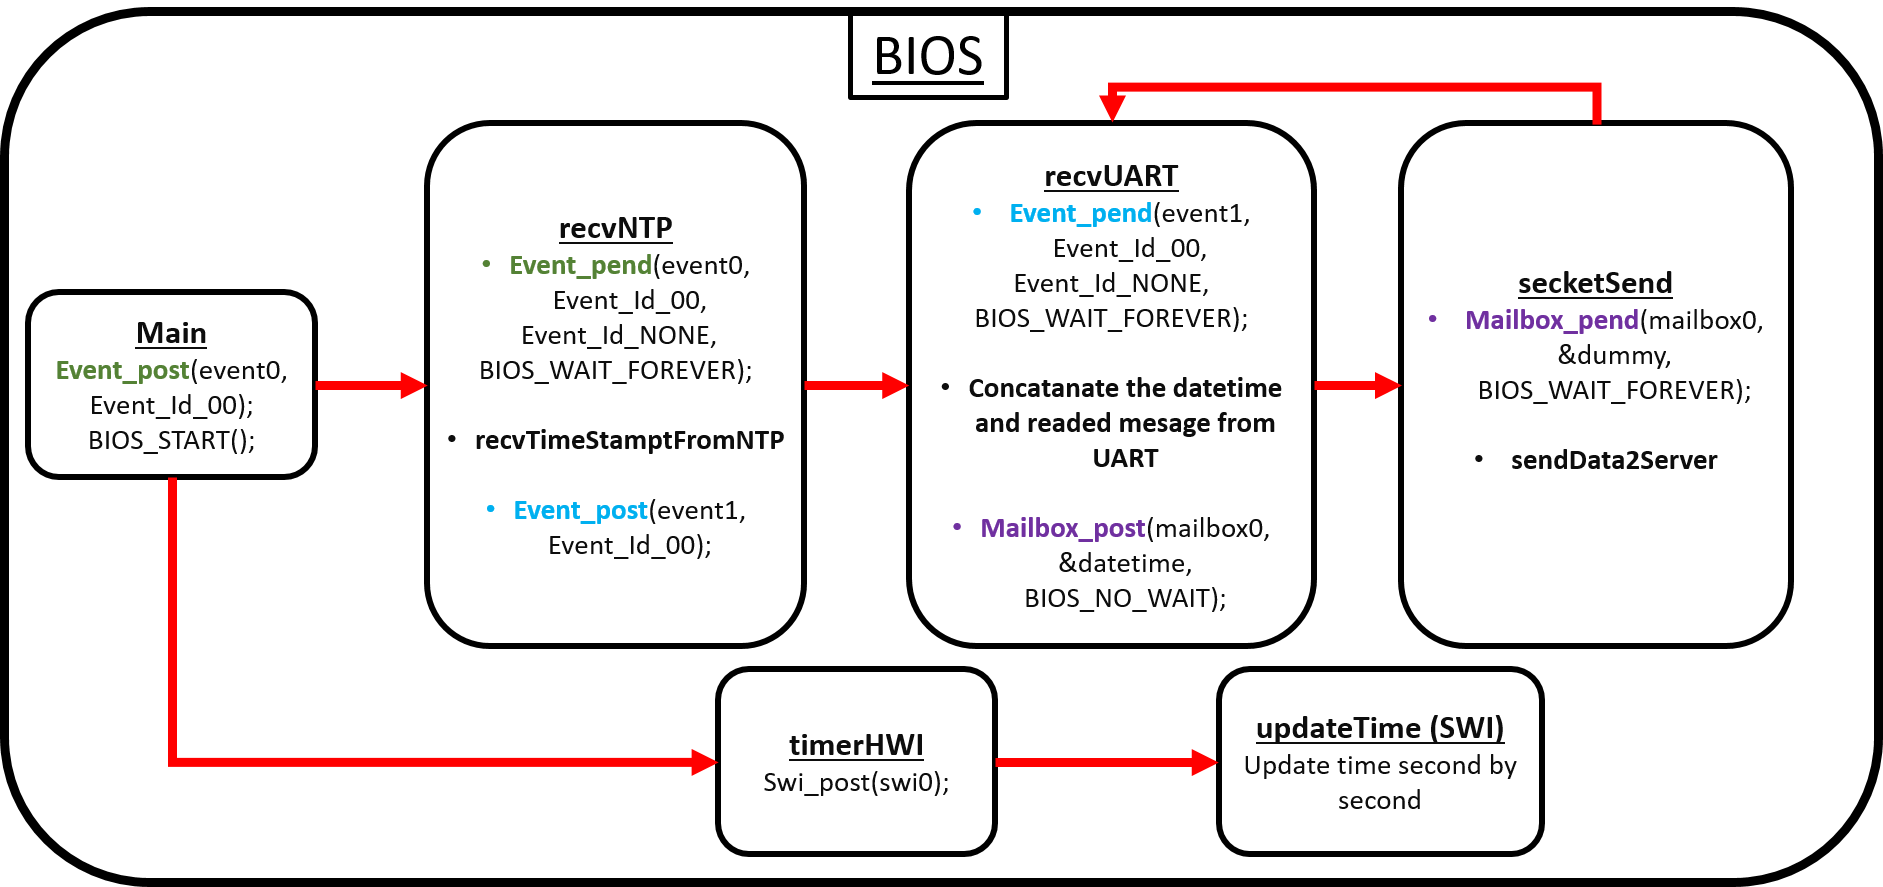 BIOS
Main
Event_post(event0,
Event_Id_00);
BIOS_START();
recvNTP
• Event_pend(event0,
Event_Id_00,
Event_Id_NONE,
BIOS_WAIT_FOREVER);
• recvTimeStamptFromNTP
• Event_post(event1,
Event_Id_00);
recvUART
• Event_pend(event1,
Event_Id_00,
Event_Id_NONE,
BIOS_WAIT_FOREVER);
• Concatanate the datetime
and readed mesage from
UART
• Mailbox_post(mailbox0,
&datetime,
BIOS_NO_WAIT);
secketSend
• Mailbox_pend(mailbox0,
&dummy,
BIOS_WAIT_FOREVER);
• sendData2Server
timerHWI
Swi_post(swi0);
updateTime (SWI)
Update time second by
second